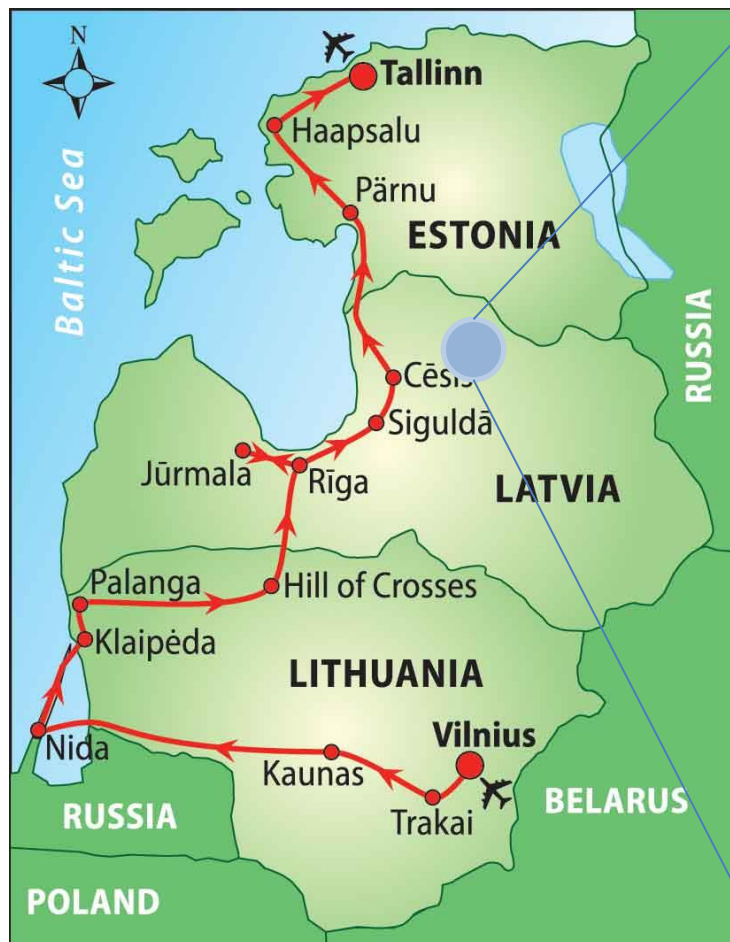 N
Tallinn
Haapsalu
Pärnu
ESTONIA
Baltic Sea
RUSSIA
Cēsis
Siguldā
Jūrmala
Rīga
LATVIA
Palanga
Hill of Crosses
Klaipėda
LITHUANIA
Vilnius
Nida
Kaunas
Trakai
BELARUS
RUSSIA
POLAND